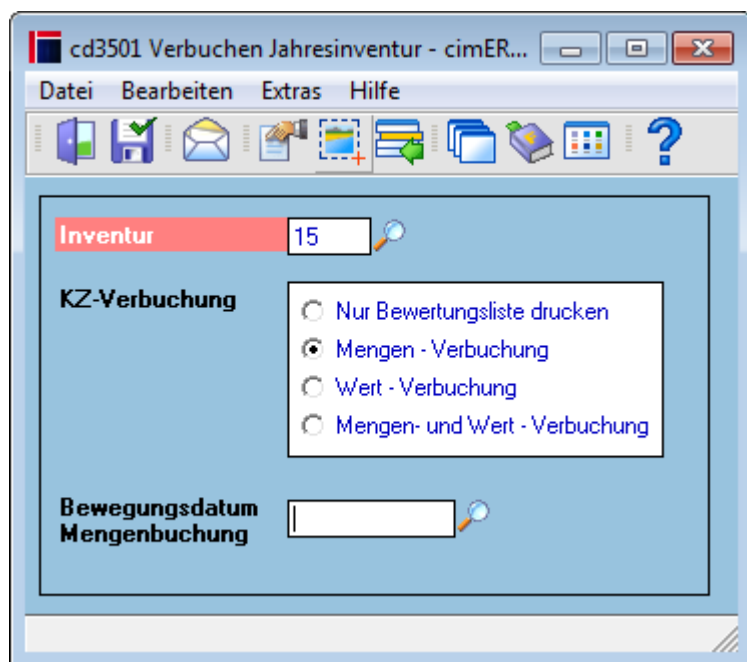 cd3501 Verbuchen Jahresinventur - cimER...
Datei Bearbeiten Extras Hilfe
Inventur 15
KZ-Verbuchung
Nur Bewertungsliste drucken
Mengen - Verbuchung
Wert - Verbuchung
Mengen- und Wert - Verbuchung
Bewegungsdatum
Mengenbuchung